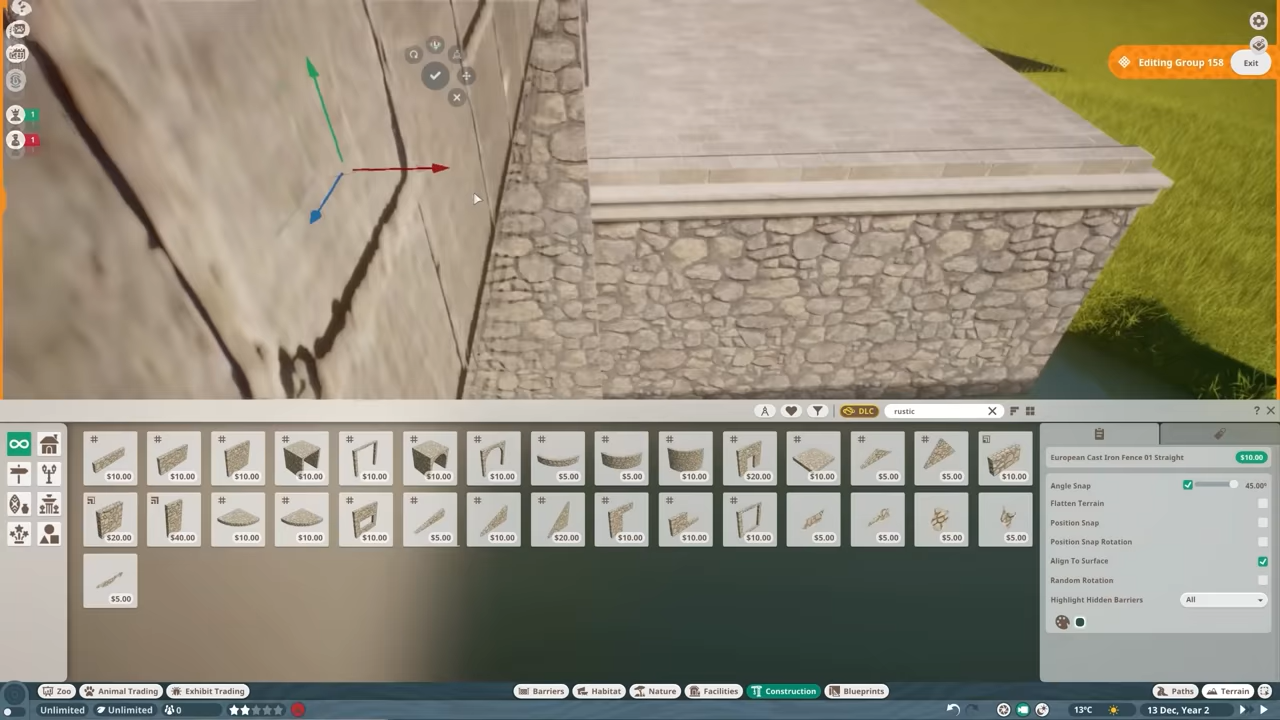 Editing Group 158
Exit
1
1
DLC
rustic
?
$10.00 $10.00 $10.00 $10.00 $10.00 $10.00 $10.00 $5.00 $5.00 $10.00 $20.00 $10.00 $5.00 $5.00 $10.00
$20.00 $40.00 $10.00 $10.00 $10.00 $5.00 $10.00 $20.00 $10.00 $10.00 $10.00 $5.00 $5.00 $5.00 $5.00
$5.00
European Cast Iron Fence 01 Straight $10.00
Angle Snap 45.00°
Flatten Terrain
Position Snap
Position Snap Rotation
Align To Surface
Random Rotation
Highlight Hidden Barriers All
Zoo Animal Trading Exhibit Trading Barriers Habitat Nature Facilities Construction Blueprints Paths Terrain
Unlimited Unlimited 0 13°C 13 Dec, Year 2